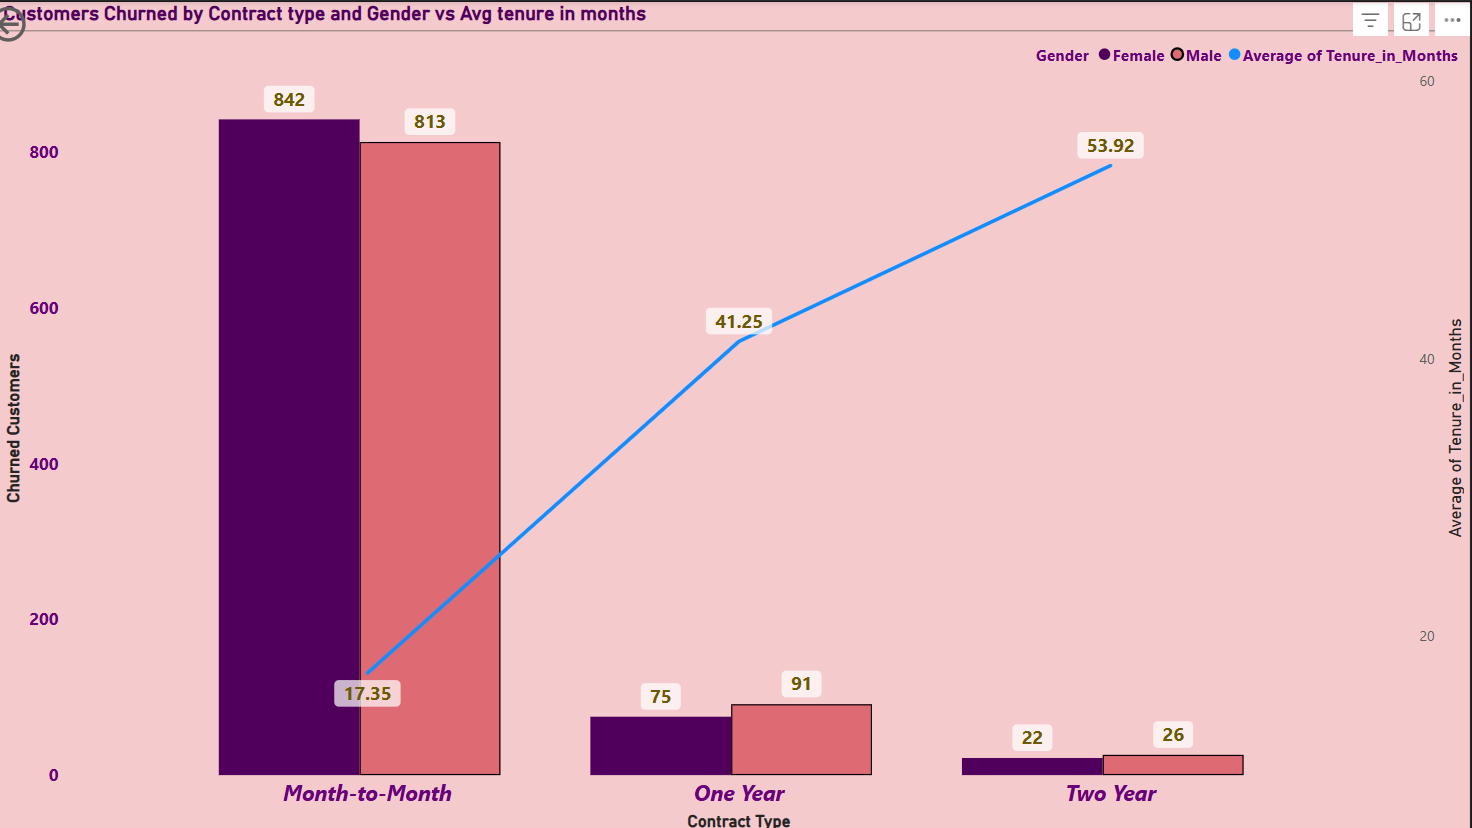 Customers Churned by Contract type and Gender vs Avg tenure in months
Gender Female Male Average of Tenure_in_Months
60
842
813
800
53.92
600
41.25
40
Churned Customers
Average of Tenure_in_Months
400
200
20
17.35
75
91
22
26
0
Month-to-Month One Year Two Year
Contract Type